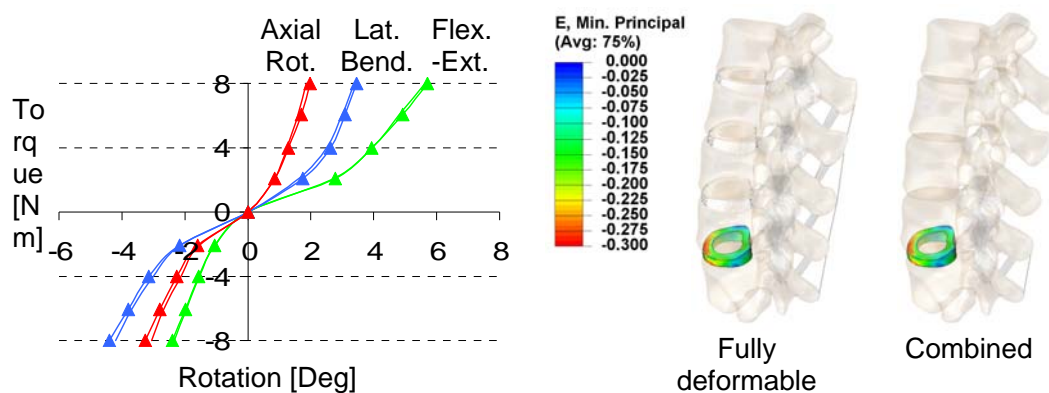 Axial Rot.
Lat. Bend.
Flex. -Ext.
To
rq
ue
[N
m]
8
4
0
-4
-8
-6
-4
-2
0
2
4
6
8
Rotation [Deg]
E, Min. Principal
(Avg: 75%)
0.000
-0.025
-0.075
-0.100
-0.125
-0.150
-0.175
-0.200
-0.225
-0.250
-0.275
-0.300
Fully
deformable
Combined